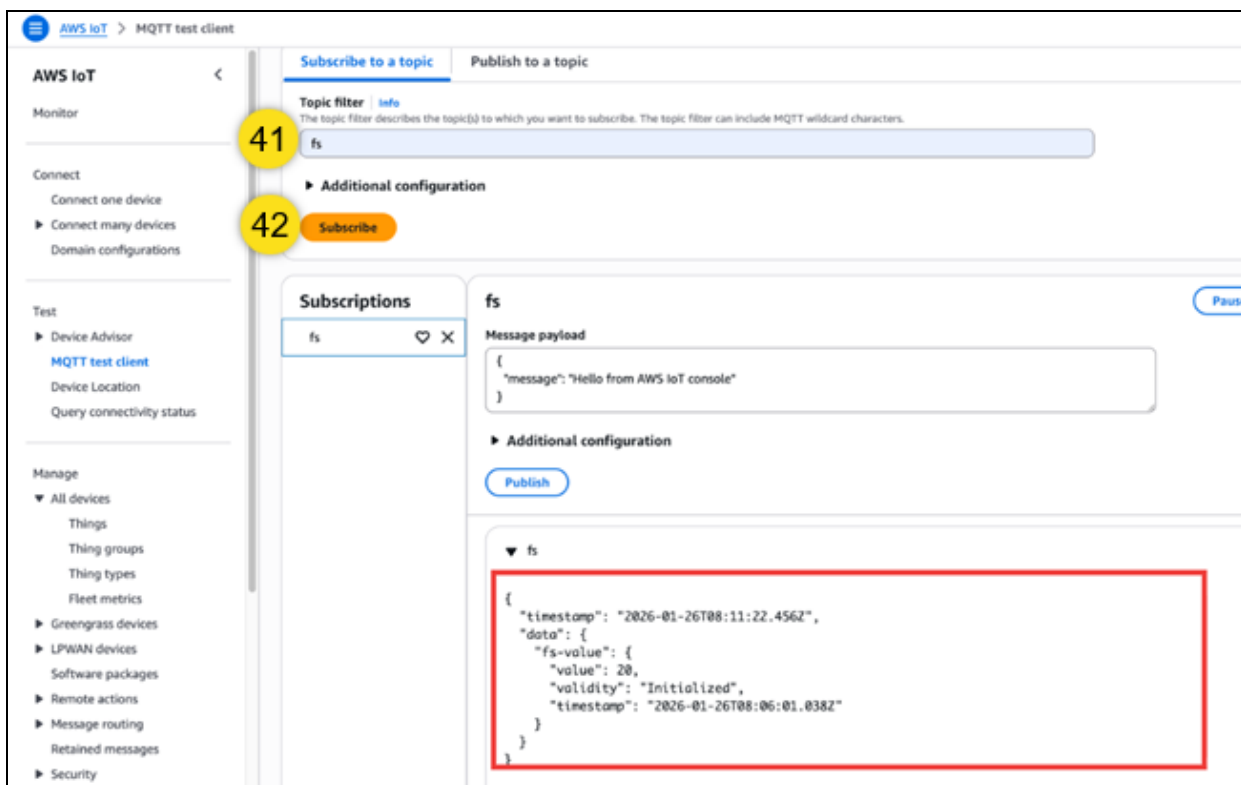 AWS IoT > MQTT test client
AWS IoT
Monitor
Connect
Connect one device
Connect many devices
Domain configurations
Test
Device Advisor
MQTT test client
Device Location
Query connectivity status
Manage
All devices
Things
Thing groups
Thing types
Fleet metrics
Greengrass devices
LPWAN devices
Software packages
Remote actions
Message routing
Retained messages
Security
Subscribe to a topic Publish to a topic
Topic filter | Info
The topic filter describes the topic(s) to which you want to subscribe. The topic filter can include MQTT wildcard characters.
41
fs
Additional configuration
42
Subscribe
Subscriptions
fs
fs
Paus
Message payload
{
"message": "Hello from AWS IoT console"
}
Additional configuration
Publish
fs
{
"timestamp": "2026-01-26T08:11:22.456Z",
"data": {
"fs-value": {
"value": 20,
"validity": "Initialized",
"timestamp": "2026-01-26T08:06:01.038Z"
}
}
}